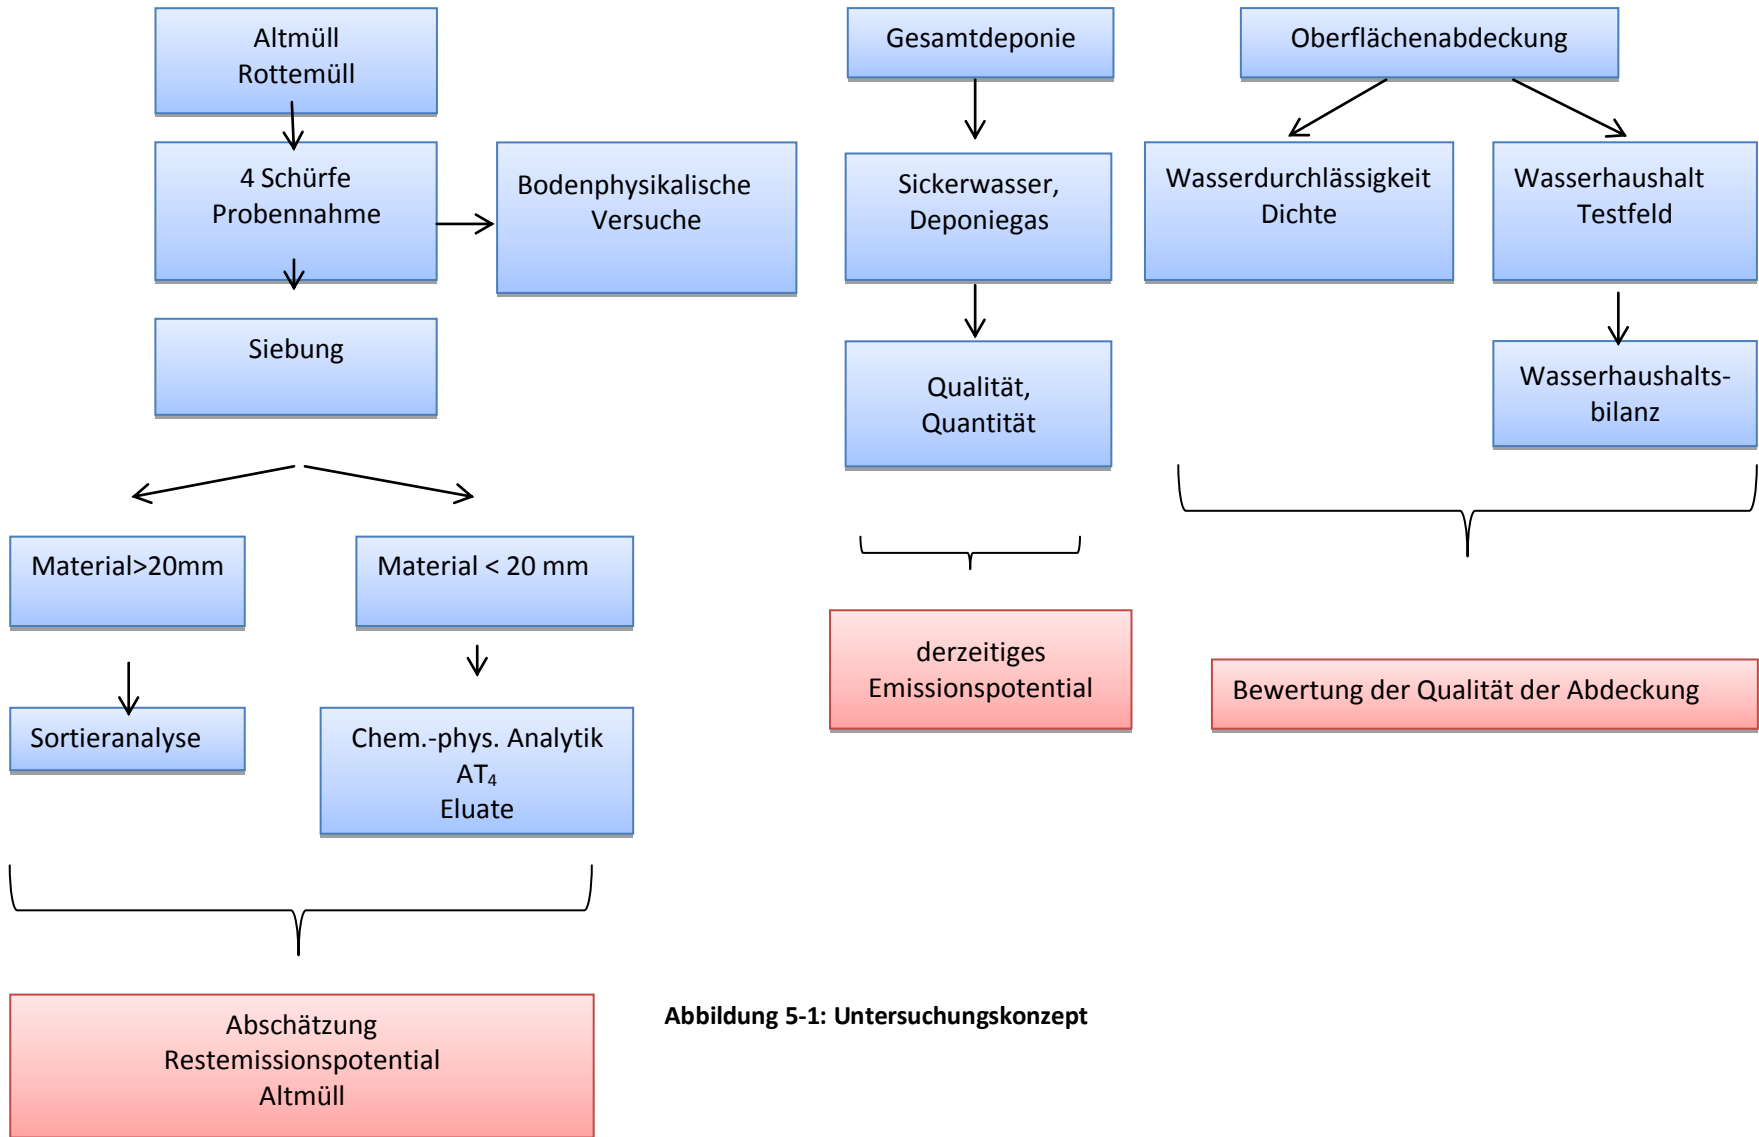 Altmüll
Rottemüll
4 Schürfe
Probennahme
Bodenphysikalische
Versuche
Siebung
Material>20mm
Material < 20 mm
Sortieranalyse
Chem.-phys. Analytik
AT₄
Eluate
Abschätzung
Restemissionspotential
Altmüll
Gesamtdeponie
Sickerwasser,
Deponiegas
Qualität,
Quantität
derzeitiges
Emissionspotential
Oberflächenabdeckung
Wasserdurchlässigkeit
Dichte
Wasserhaushalt
Testfeld
Wasserhaushalts-
bilanz
Bewertung der Qualität der Abdeckung
Abbildung 5-1: Untersuchungskonzept